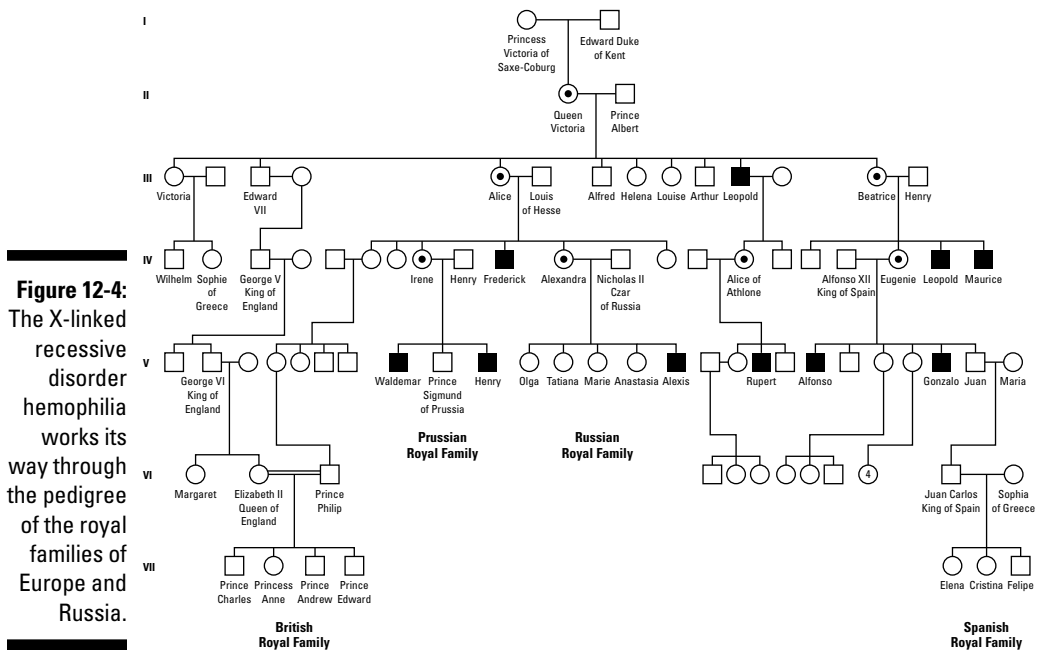 I
Princess
Victoria of
Saxe-Coburg
Edward Duke
of Kent
II
Queen
Victoria
Prince
Albert
III
Victoria
Edward
VII
Alice
Louis
of Hesse
Alfred
Helena
Louise
Arthur
Leopold
Beatrice
Henry
IV
Wilhelm
Sophie
of
Greece
George V
King of
England
Irene
Henry
Frederick
Alexandra
Nicholas II
Czar
of Russia
Alice of
Athlone
Alfonso XII
King of Spain
Eugenie
Leopold
Maurice
V
George VI
King of
England
Waldemar
Prince
Sigmund
of Prussia
Henry
Olga
Tatiana
Marie
Anastasia
Alexis
Rupert
Alfonso
Gonzalo
Juan
Maria
Prussian
Royal Family
Russian
Royal Family
VI
Margaret
Elizabeth II
Queen of
England
Prince
Philip
4
Juan Carlos
King of Spain
Sophia
of Greece
VII
Prince
Charles
Princess
Anne
Prince
Andrew
Prince
Edward
Elena
Cristina
Felipe
British
Royal Family
Spanish
Royal Family
Figure 12-4:
The X-linked
recessive
disorder
hemophilia
works its
way through
the pedigree
of the royal
families of
Europe and
Russia.